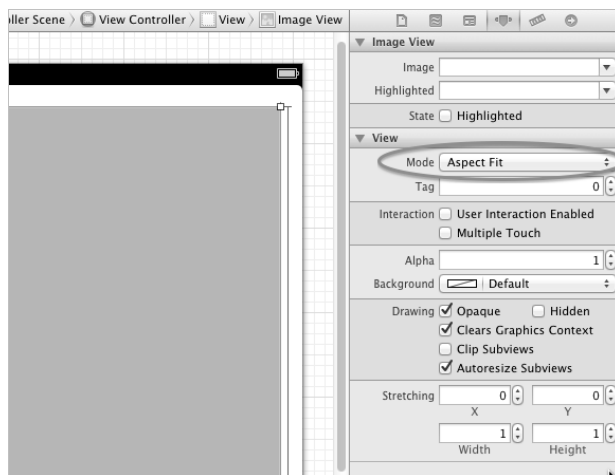 ller Scene 〉 View Controller 〉 View 〉 Image View
Image View
Image
Highlighted
State Highlighted
View
Mode Aspect Fit
Tag 0
Interaction User Interaction Enabled
Multiple Touch
Alpha 1
Background Default
Drawing Opaque Hidden
Clears Graphics Context
Clip Subviews
Autoresize Subviews
Stretching 0 0
X Y
1 1
Width Height